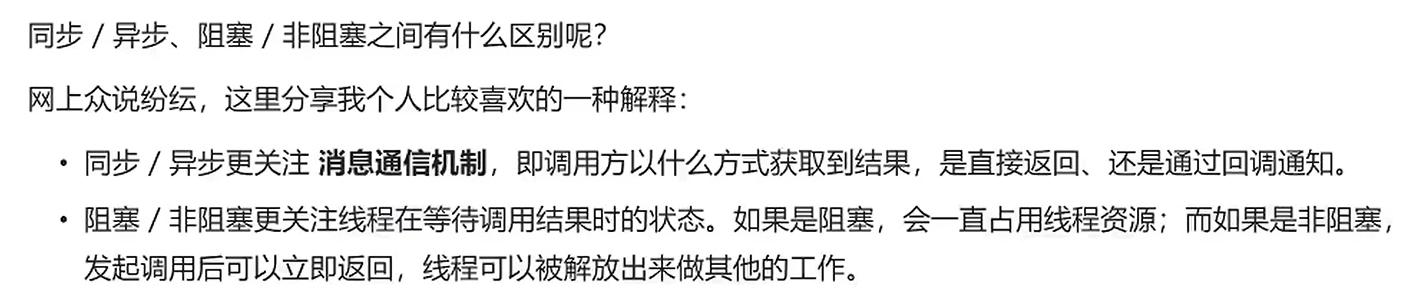 同步 / 异步、阻塞 / 非阻塞之间有什么区别呢？
网上众说纷纭，这里分享我个人比较喜欢的一种解释：
• 同步 / 异步更关注 消息通信机制，即调用方以什么方式获取到结果，是直接返回、还是通过回调通知。
• 阻塞 / 非阻塞更关注线程在等待调用结果时的状态。如果是阻塞，会一直占用线程资源；而如果是非阻塞，
发起调用后可以立即返回，线程可以被解放出来做其他的工作。